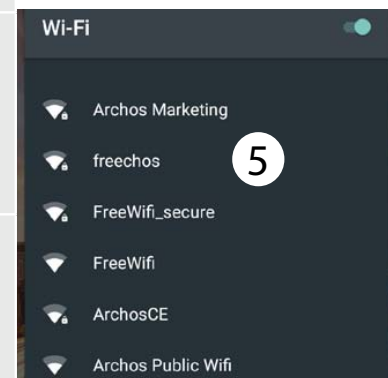 Wi-Fi
Archos Marketing
freechos
5
FreeWifi_secure
FreeWifi
ArchosCE
Archos Public Wifi